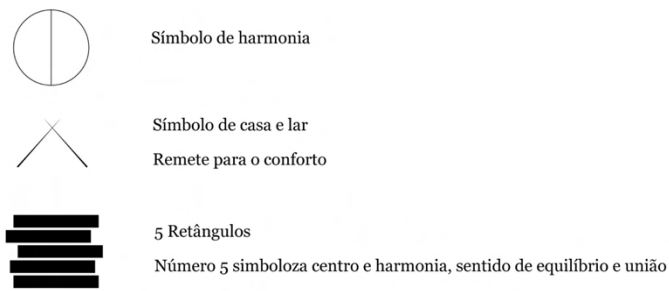 Símbolo de harmonia
Símbolo de casa e lar
Remete para o conforto
5 Retângulos
Número 5 simboloza centro e harmonia, sentido de equilíbrio e união